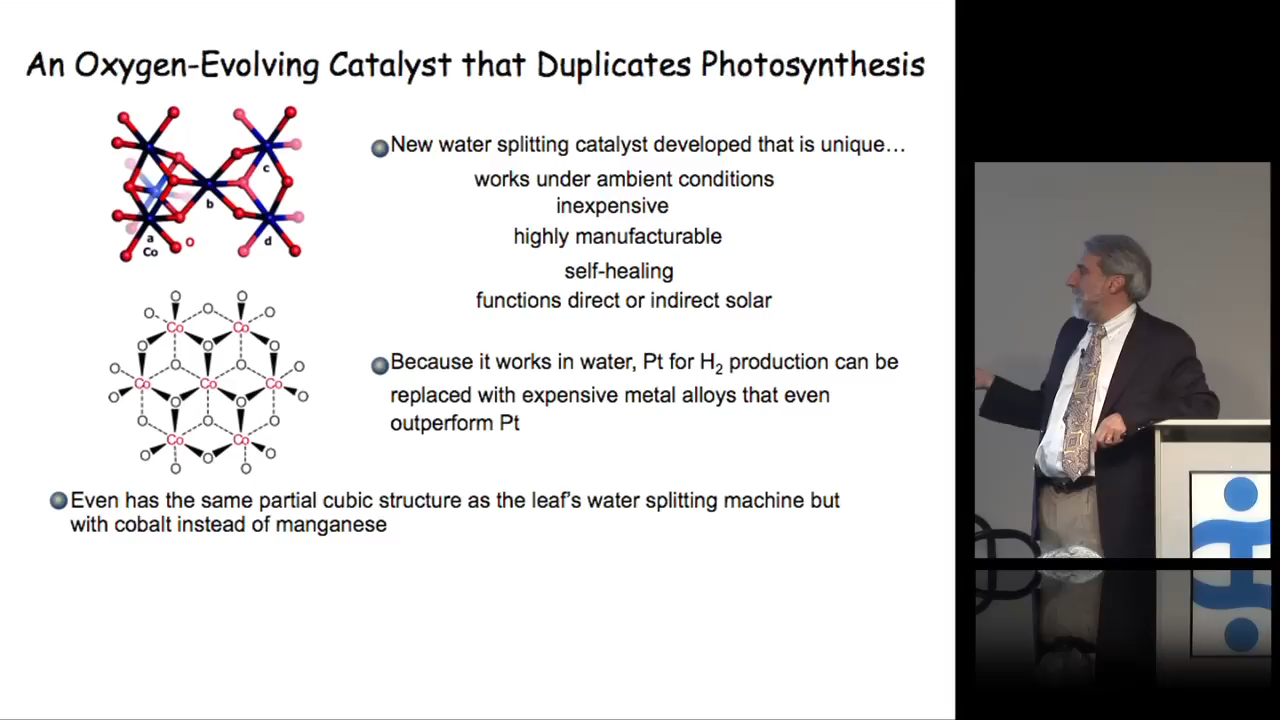 An Oxygen-Evolving Catalyst that Duplicates Photosynthesis
New water splitting catalyst developed that is unique…
works under ambient conditions
inexpensive
highly manufacturable
self-healing
functions direct or indirect solar
c
b
a
O
d
Co
Because it works in water, Pt for H₂ production can be
replaced with expensive metal alloys that even
outperform Pt
O O
O O O
Co Co
O O O
O O O O
Co Co Co
O O O O
O O O
Co Co
O O O
O O
Even has the same partial cubic structure as the leaf's water splitting machine but
with cobalt instead of manganese